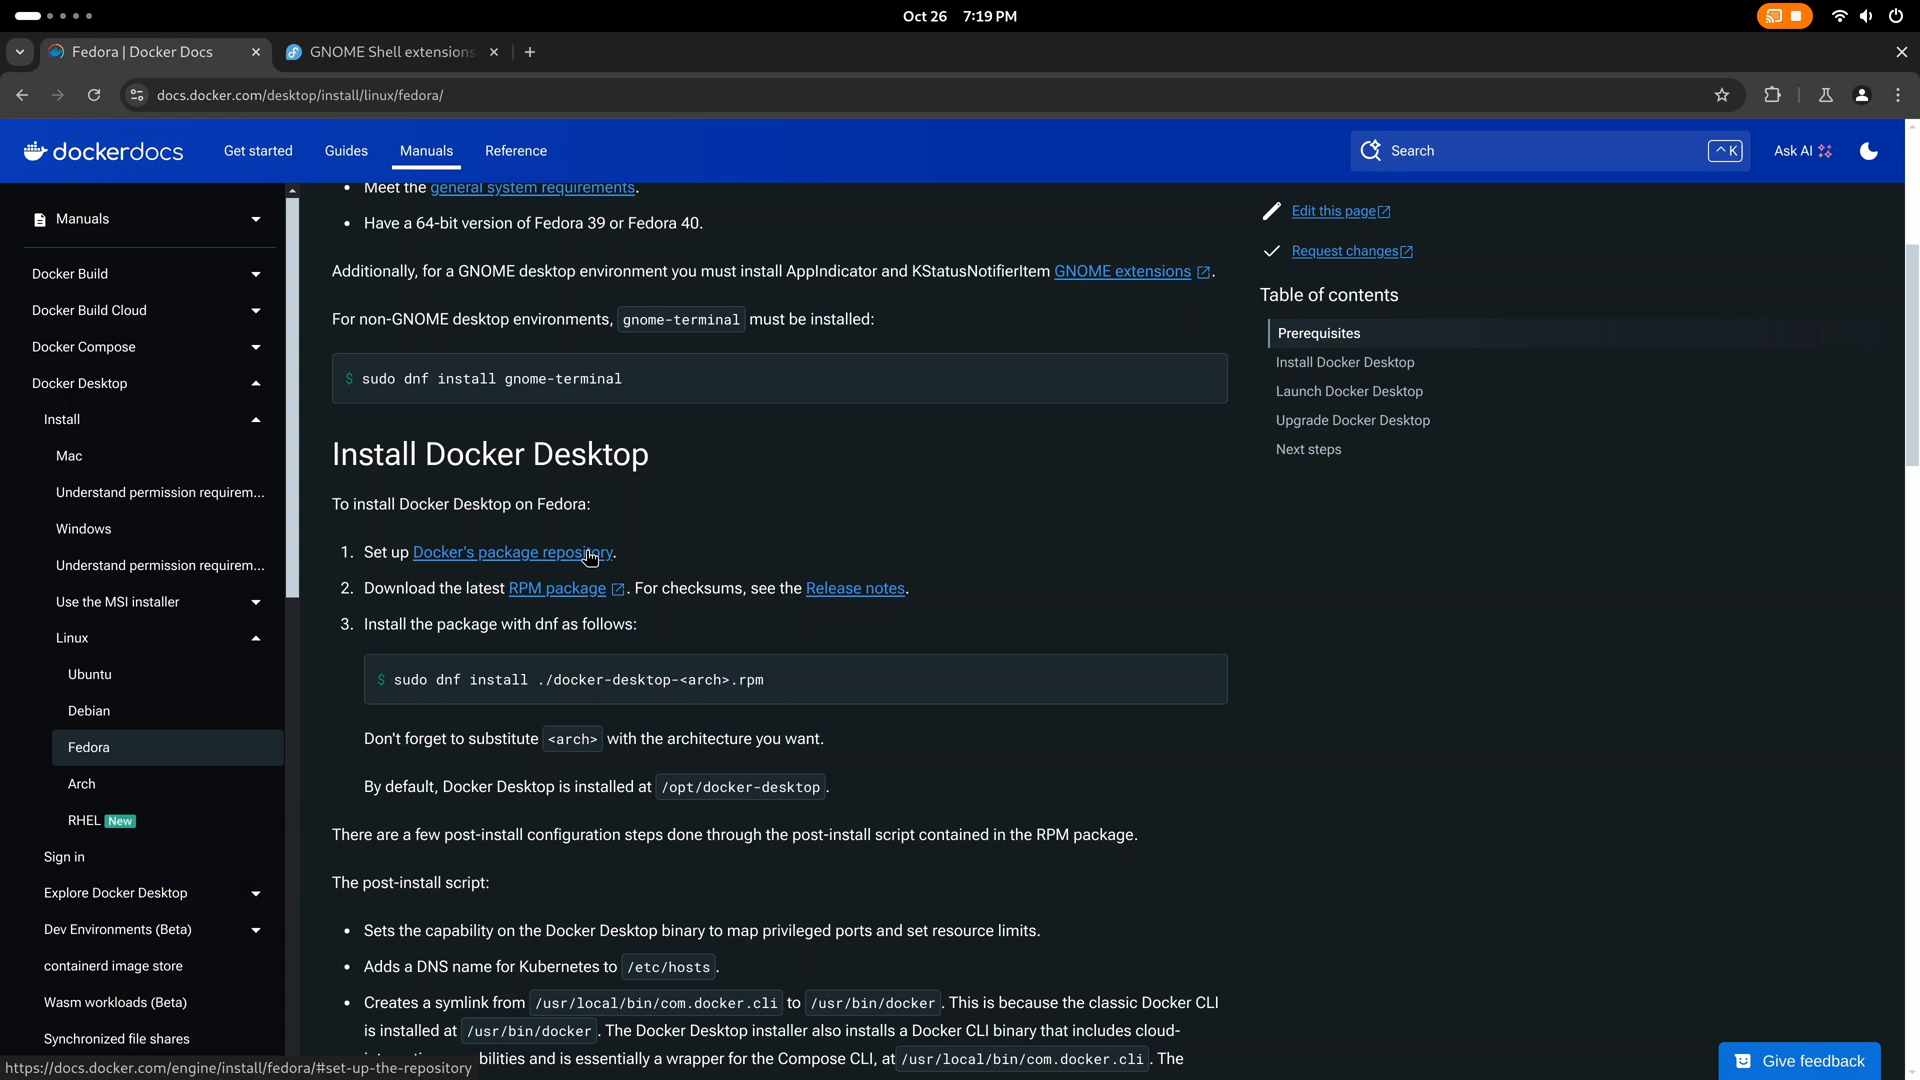 Oct 26 7:19 PM
Fedora | Docker Docs
GNOME Shell extensions
docs.docker.com/desktop/install/linux/fedora/
dockerdocs
Get started
Guides
Manuals
Reference
Search
^ K
Ask AI
Manuals
Docker Build
Docker Build Cloud
Docker Compose
Docker Desktop
Install
Mac
Understand permission requirem...
Windows
Understand permission requirem...
Use the MSI installer
Linux
Ubuntu
Debian
Fedora
Arch
RHEL New
Sign in
Explore Docker Desktop
Dev Environments (Beta)
containerd image store
Wasm workloads (Beta)
Synchronized file shares
Meet the general system requirements.
Have a 64-bit version of Fedora 39 or Fedora 40.
Additionally, for a GNOME desktop environment you must install AppIndicator and KStatusNotifierItem GNOME extensions.
For non-GNOME desktop environments, gnome-terminal must be installed:
$ sudo dnf install gnome-terminal
Install Docker Desktop
To install Docker Desktop on Fedora:
1. Set up Docker's package repository.
2. Download the latest RPM package. For checksums, see the Release notes.
3. Install the package with dnf as follows:
$ sudo dnf install ./docker-desktop-<arch>.rpm
Don't forget to substitute <arch> with the architecture you want.
By default, Docker Desktop is installed at /opt/docker-desktop.
There are a few post-install configuration steps done through the post-install script contained in the RPM package.
The post-install script:
Sets the capability on the Docker Desktop binary to map privileged ports and set resource limits.
Adds a DNS name for Kubernetes to /etc/hosts.
Creates a symlink from /usr/local/bin/com.docker.cli to /usr/bin/docker. This is because the classic Docker CLI
is installed at /usr/bin/docker. The Docker Desktop installer also installs a Docker CLI binary that includes cloud-
bilities and is essentially a wrapper for the Compose CLI, at /usr/local/bin/com.docker.cli. The
Edit this page
Request changes
Table of contents
Prerequisites
Install Docker Desktop
Launch Docker Desktop
Upgrade Docker Desktop
Next steps
https://docs.docker.com/engine/install/fedora/#set-up-the-repository
Give feedback